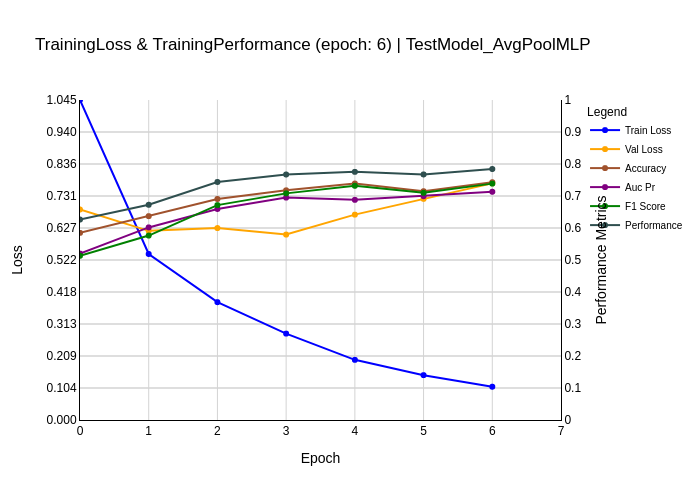 TrainingLoss & TrainingPerformance (epoch: 6) | TestModel_AvgPoolMLP
1.045
0.940
0.836
0.731
0.627
0.522
0.418
0.313
0.209
0.104
0.000
Loss
0
1
2
3
4
5
6
7
Epoch
1
0.9
0.8
0.7
0.6
0.5
0.4
0.3
0.2
0.1
0
Performance Metrics
Legend
Train Loss
Val Loss
Accuracy
Auc Pr
F1 Score
Performance